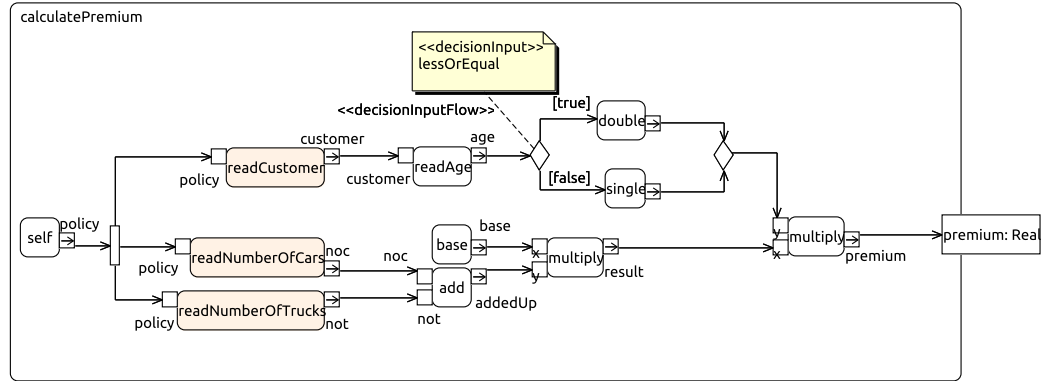 calculatePremium
<<decisionInput>>
lessOrEqual
<<decisionInputFlow>>
[true]
double
customer
age
readCustomer
readAge
policy
customer
[false]
single
self
policy
base
base
y
multiply
premium: Real
noc
readNumberOfCars
noc
x
multiply
x
policy
add
y
result
premium
readNumberOfTrucks
addedUp
policy
not
not